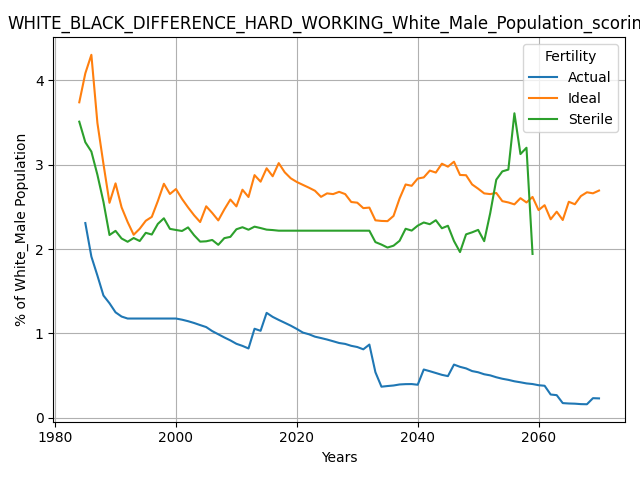 WHITE_BLACK_DIFFERENCE_HARD_WORKING_White_Male_Population_scorin
Fertility
Actual
Ideal
Sterile
% of White_Male Population
4
3
2
1
0
1980 2000 2020 2040 2060
Years